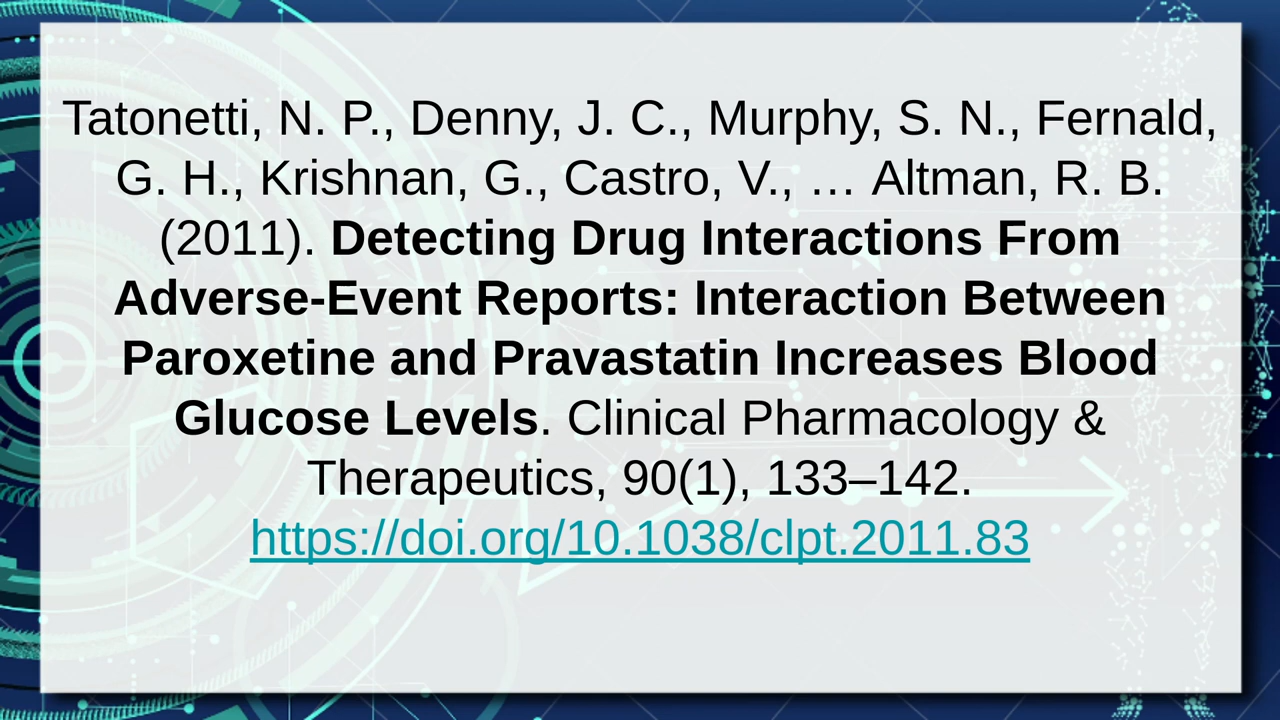 Tatonetti, N. P., Denny, J. C., Murphy, S. N., Fernald,
G. H., Krishnan, G., Castro, V., … Altman, R. B.
(2011). Detecting Drug Interactions From
Adverse-Event Reports: Interaction Between
Paroxetine and Pravastatin Increases Blood
Glucose Levels. Clinical Pharmacology &
Therapeutics, 90(1), 133–142.
https://doi.org/10.1038/clpt.2011.83